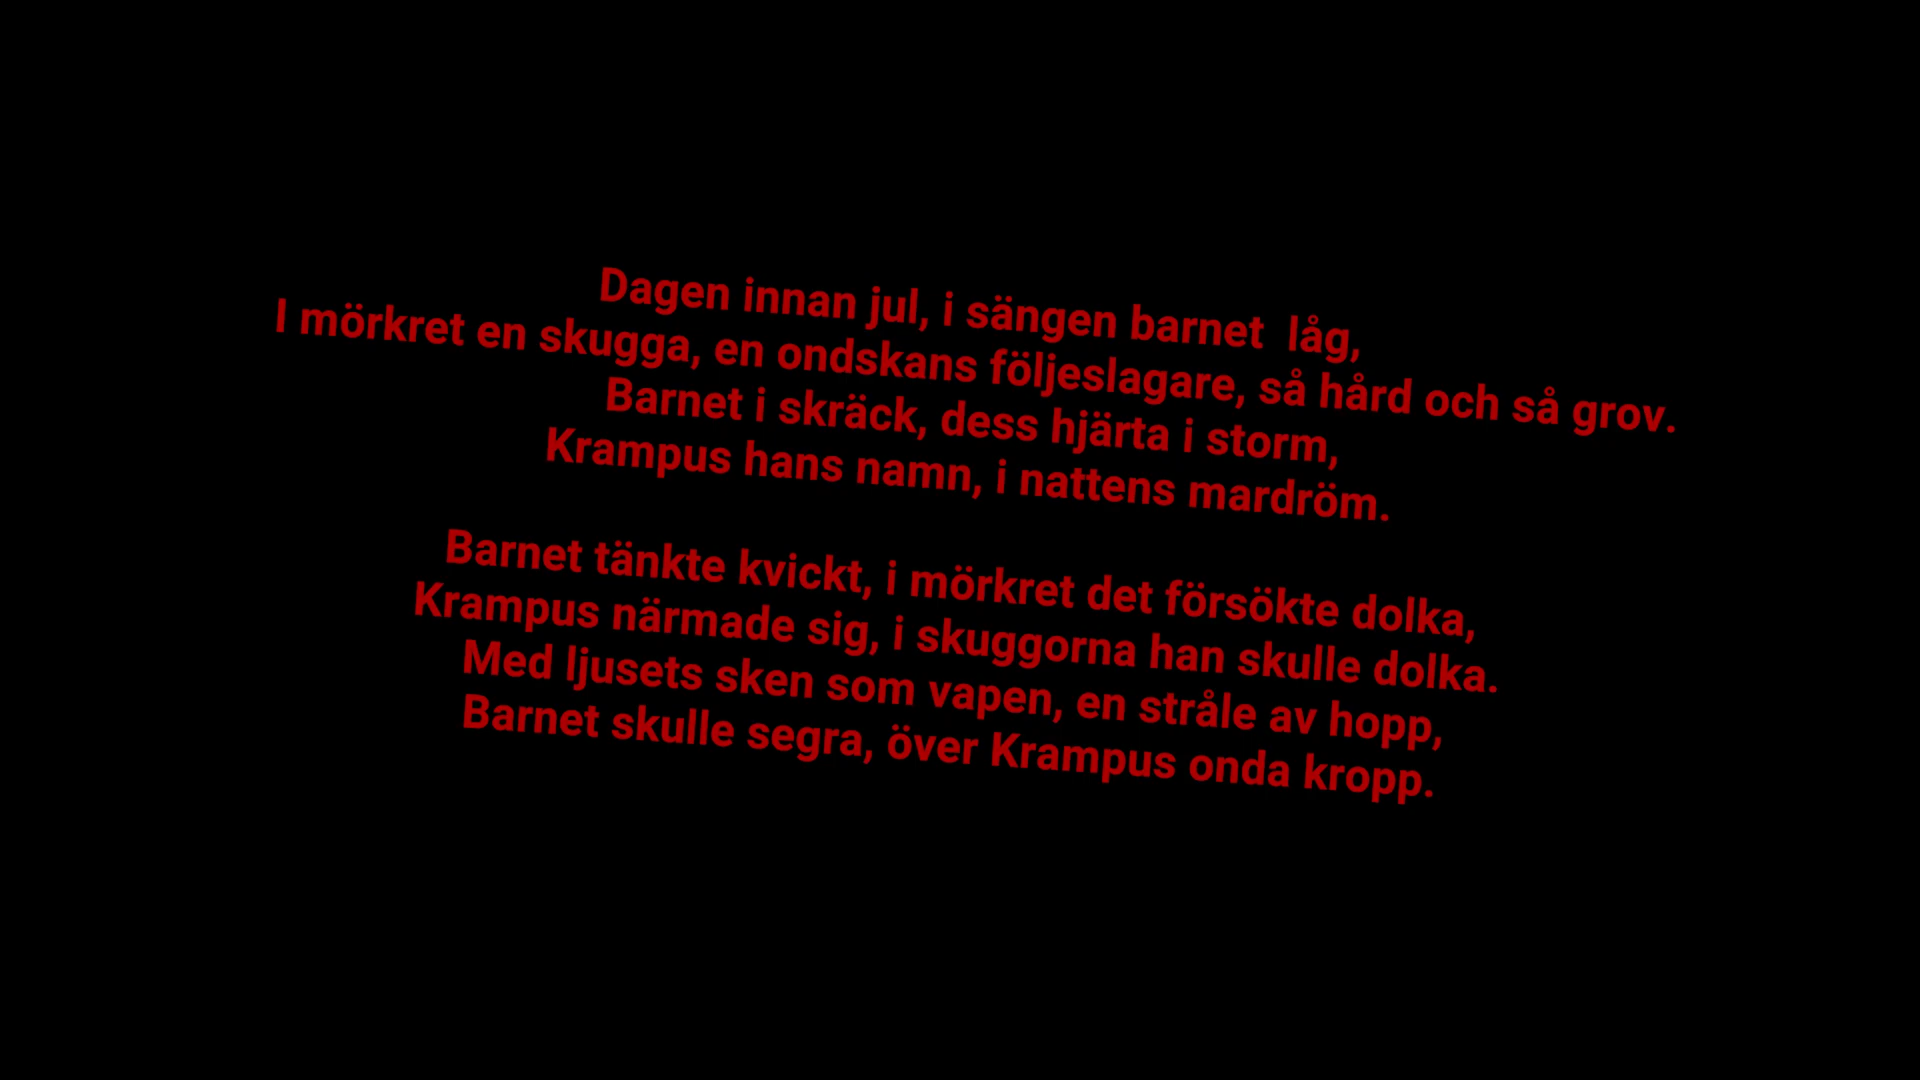 Dagen innan jul, i sängen barnet  låg,
I mörkret en skugga, en ondskans följeslagare, så hård och så grov.
Barnet i skräck, dess hjärta i storm,
Krampus hans namn, i nattens mardröm.
Barnet tänkte kvickt, i mörkret det försökte dolka,
Krampus närmade sig, i skuggorna han skulle dolka.
Med ljusets sken som vapen, en stråle av hopp,
Barnet skulle segra, över Krampus onda kropp.